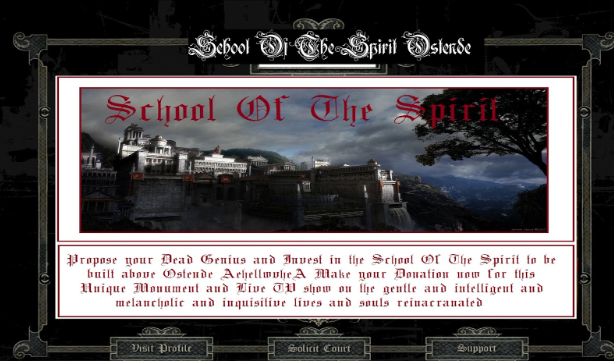 School Of The Spirit Ostende
School Of The Spirit
Propose your Dead Genius and Invest in the School Of The Spirit to be
built above Ostende AehellwoheA Make your Donation now for this
Unique Monument and Live TV show on the gentle and intelligent and
melancholic and inquisitive lives and souls reinacranated
Visit Profile
Solicit Court
Support